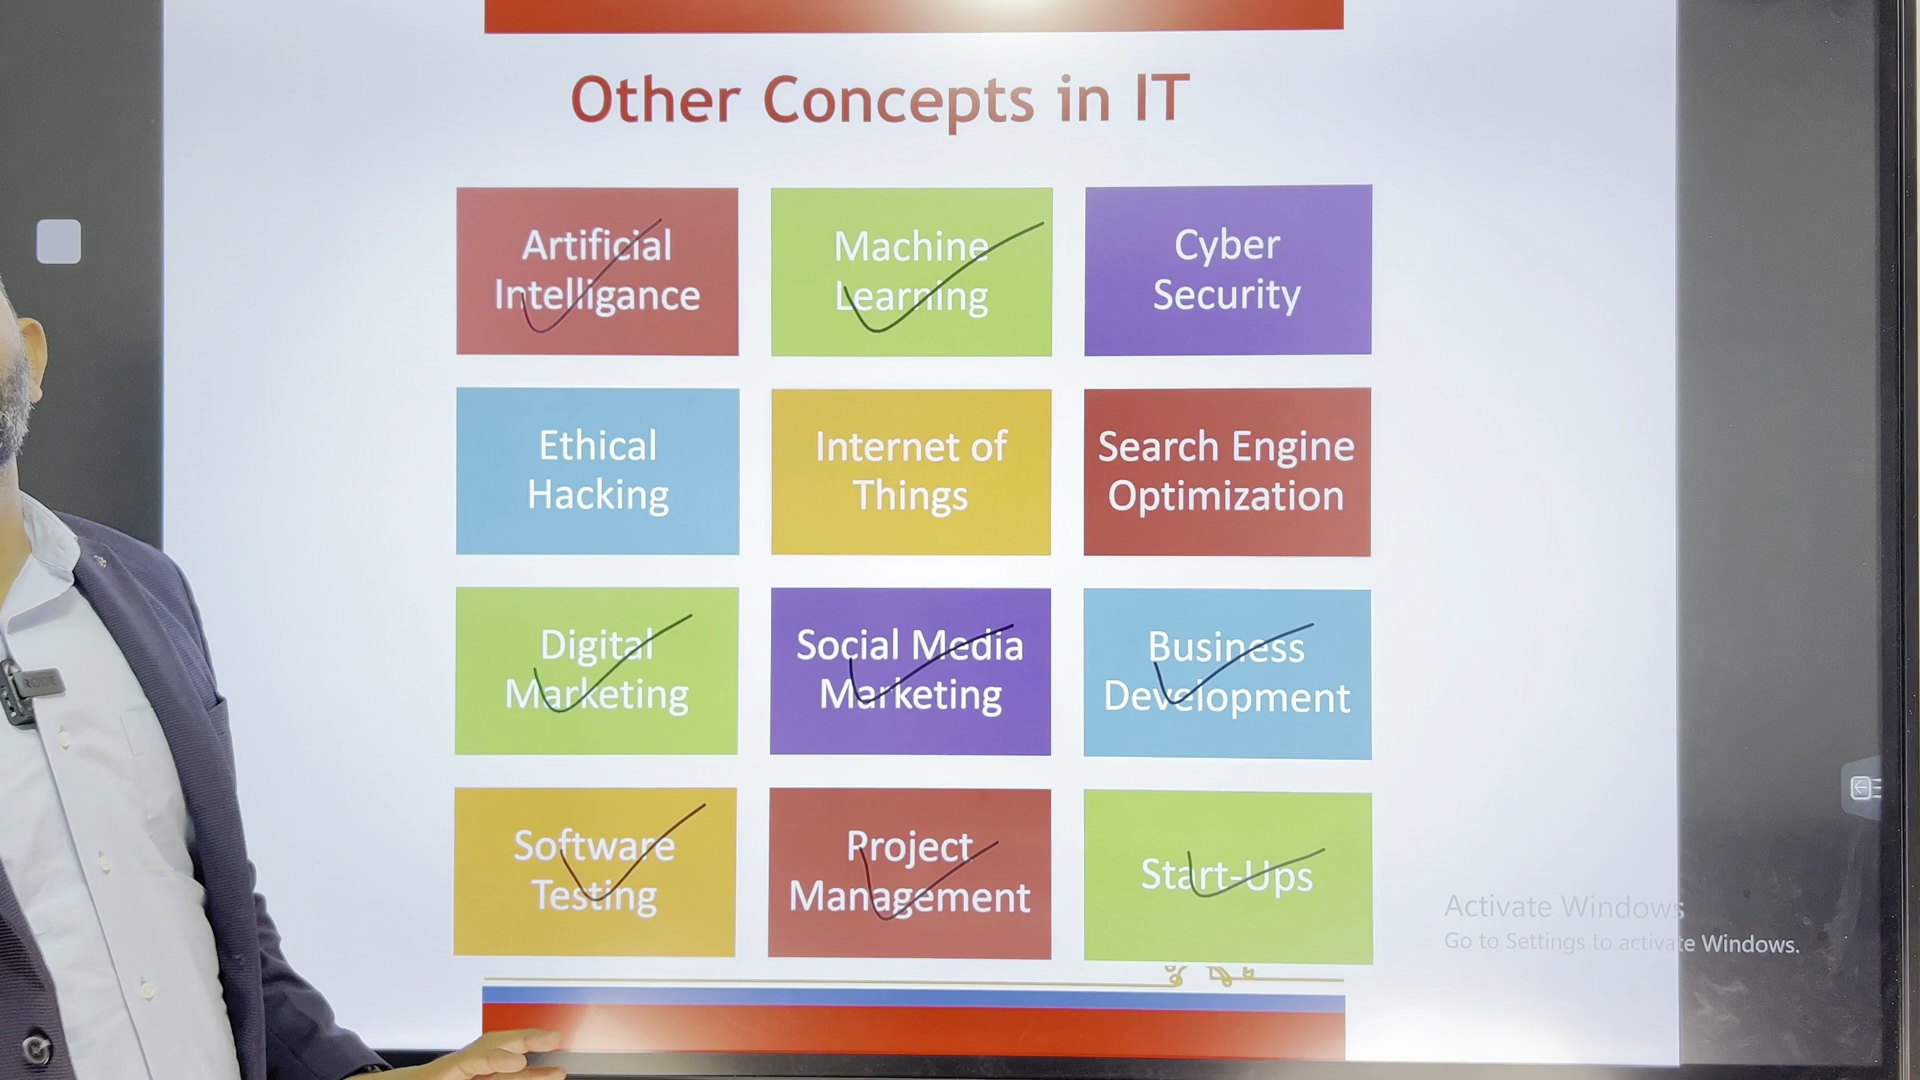 Other Concepts in IT
Artificial
Intelligance
Machine
Learning
Cyber
Security
Ethical
Hacking
Internet of
Things
Search Engine
Optimization
Digital
Marketing
Social Media
Marketing
Business
Development
Software
Testing
Project
Management
Start-Ups
Activate Windows
Go to Settings to activate Windows.
RODE